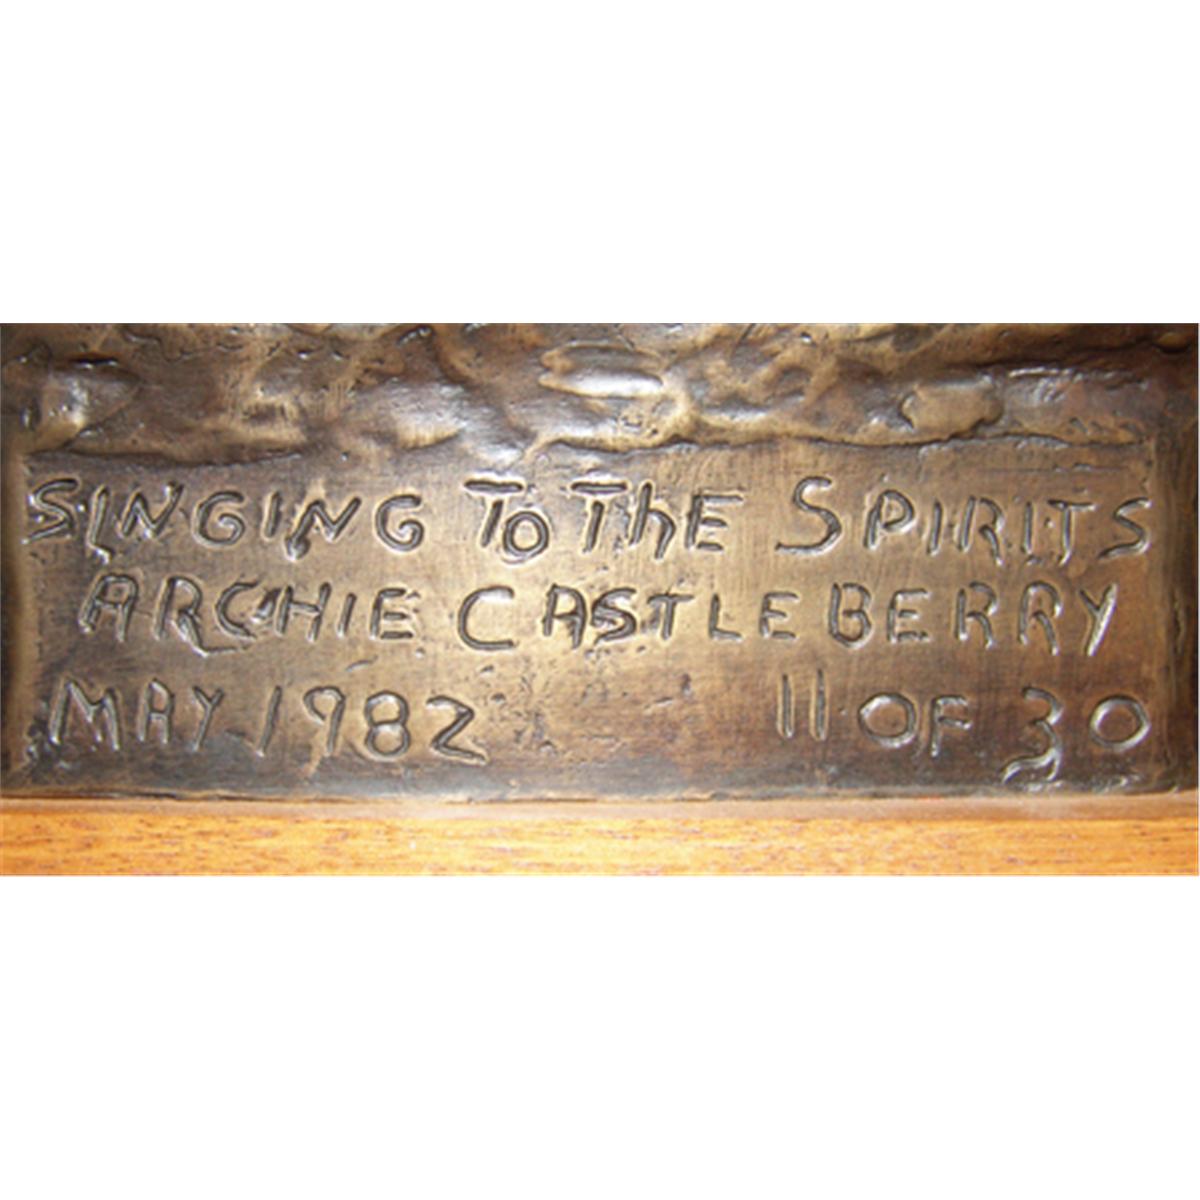 SINGING To ThE SPIRITS
ARCHIE CASTLEBERRY
MAY 1982 11 OF 30